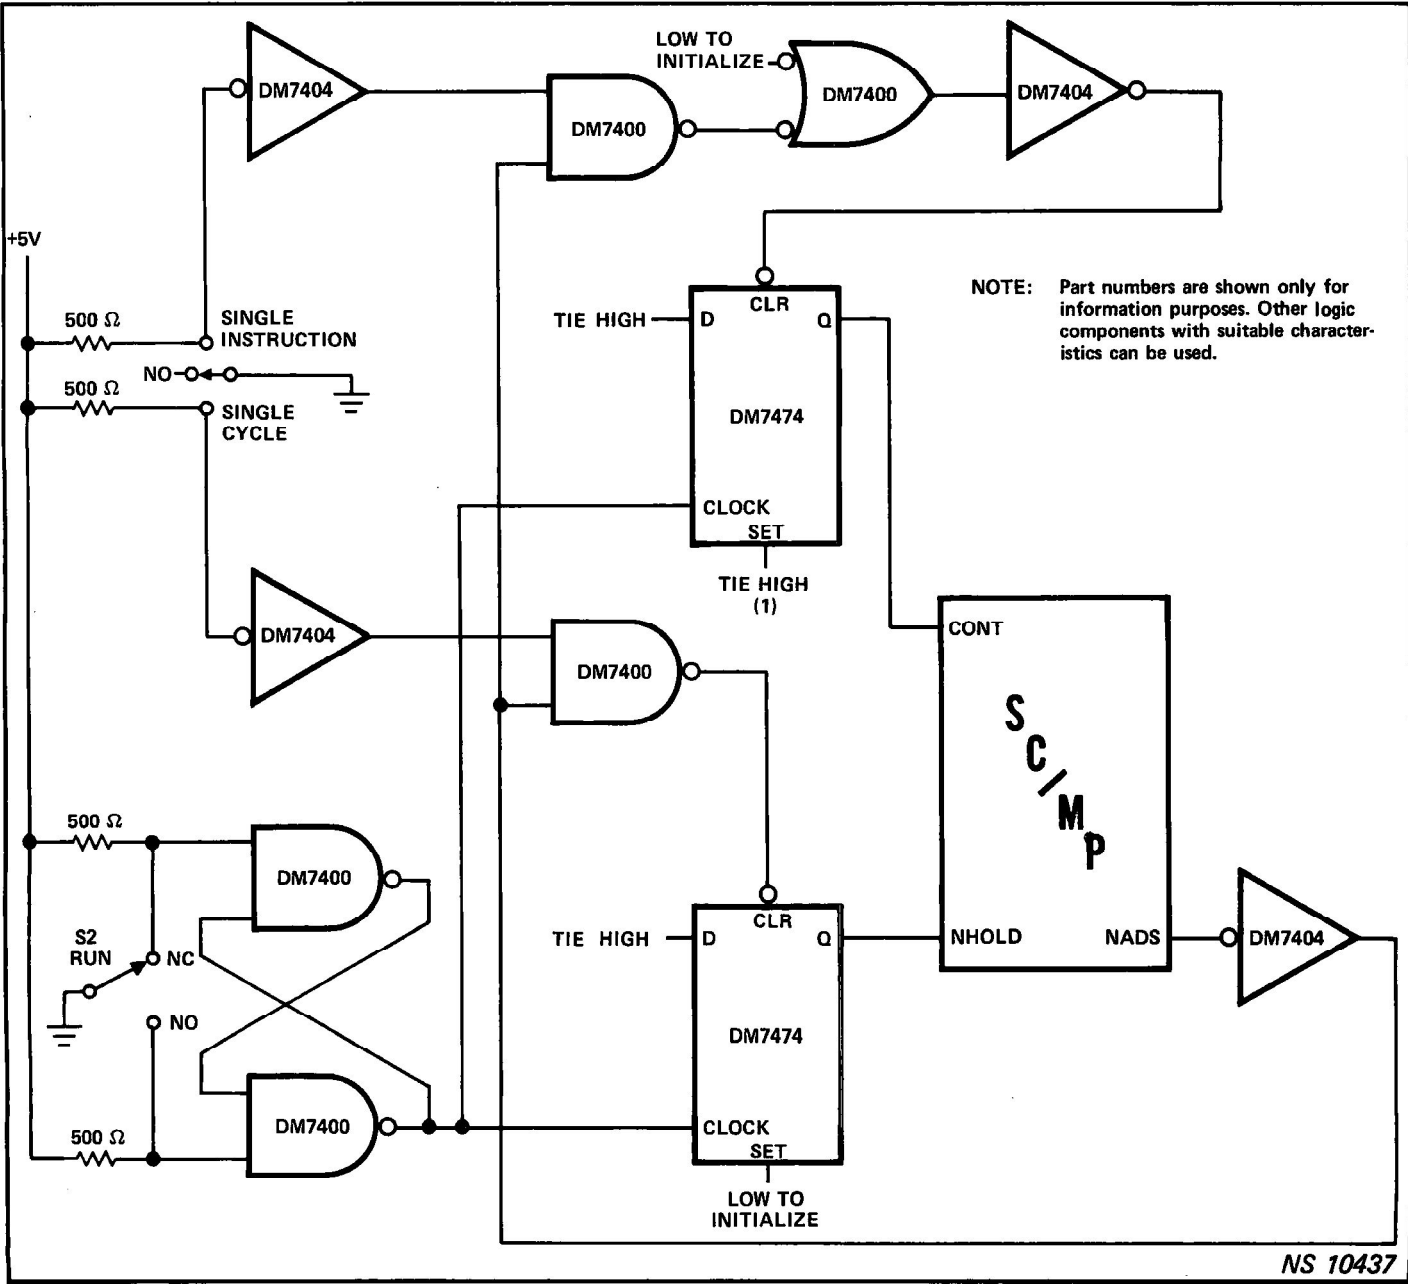 LOW TO
INITIALIZE
DM7404
DM7400
DM7400
DM7404
+5V
500 Ω
SINGLE
INSTRUCTION
NO
500 Ω
SINGLE
CYCLE
TIE HIGH
D
CLR
Q
DM7474
CLOCK
SET
TIE HIGH
(1)
NOTE: Part numbers are shown only for
information purposes. Other logic
components with suitable character-
istics can be used.
DM7404
DM7400
CONT
SC/MP
NHOLD
NADS
DM7404
500 Ω
DM7400
S2
RUN
NC
NO
500 Ω
DM7400
TIE HIGH
D
CLR
Q
DM7474
CLOCK
SET
LOW TO
INITIALIZE
NS 10437